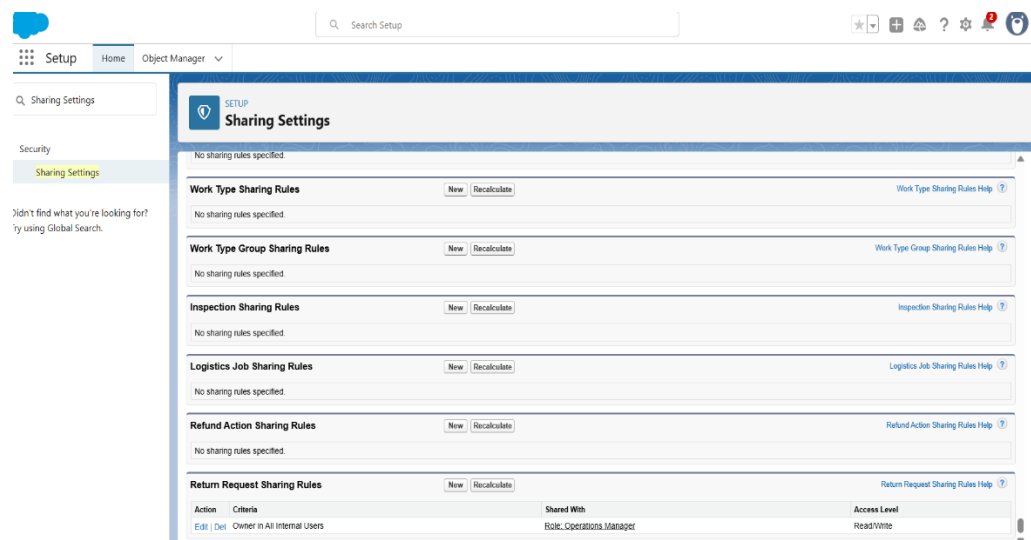 Search Setup
2
Setup Home Object Manager
Sharing Settings
SETUP
Sharing Settings
Security
Sharing Settings
Didn't find what you're looking for?
Try using Global Search.
No sharing rules specified.
Work Type Sharing Rules New Recalculate Work Type Sharing Rules Help ?
No sharing rules specified.
Work Type Group Sharing Rules New Recalculate Work Type Group Sharing Rules Help ?
No sharing rules specified.
Inspection Sharing Rules New Recalculate Inspection Sharing Rules Help ?
No sharing rules specified.
Logistics Job Sharing Rules New Recalculate Logistics Job Sharing Rules Help ?
No sharing rules specified.
Refund Action Sharing Rules New Recalculate Refund Action Sharing Rules Help ?
No sharing rules specified.
Return Request Sharing Rules New Recalculate Return Request Sharing Rules Help ?
Action Criteria Shared With Access Level
Edit | Del Owner in All Internal Users Role: Operations Manager Read/Write